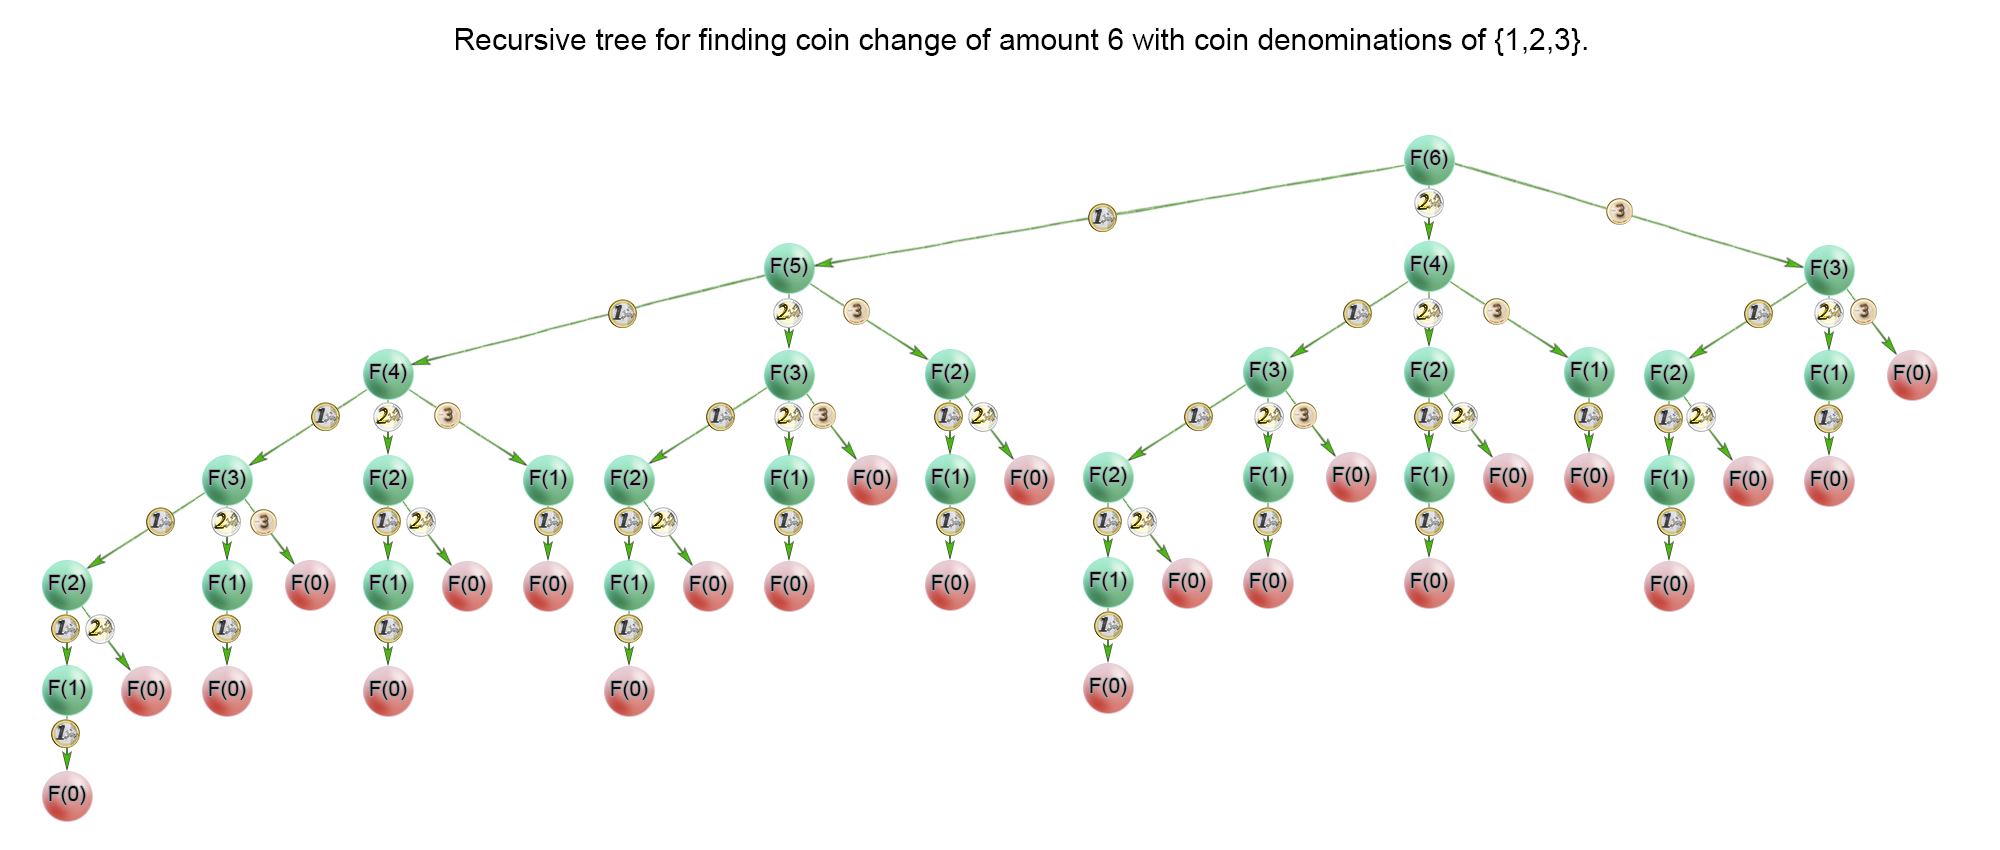 Recursive tree for finding coin change of amount 6 with coin denominations of {1,2,3}.
F(6)
1 2 3
F(5) F(4) F(3)
1 2 3 1 2 3 1 2 3
F(4) F(3) F(2) F(3) F(2) F(1) F(2) F(1) F(0)
1 2 3 1 2 3 1 2 1 2 3 1 2 1 1 2 1
F(3) F(2) F(1) F(2) F(1) F(0) F(1) F(0) F(2) F(1) F(0) F(1) F(0) F(0) F(1) F(0) F(0)
1 2 3 1 2 1 1 2 1 1 1 2 1 1 1
F(2) F(1) F(0) F(1) F(0) F(0) F(1) F(0) F(0) F(0) F(1) F(0) F(0) F(0) F(0)
1 2 1 1 1 1
F(1) F(0) F(0) F(0) F(0) F(0)
1
F(0)